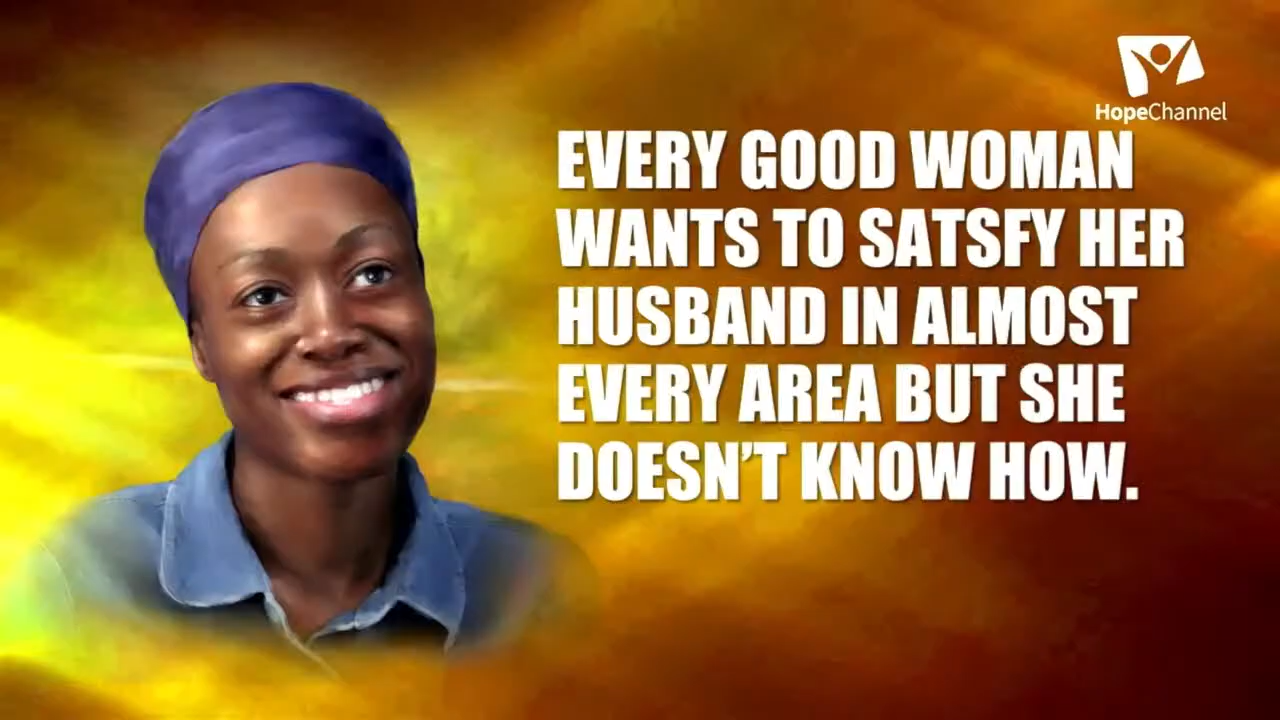 HopeChannel
EVERY GOOD WOMAN
WANTS TO SATSFY HER
HUSBAND IN ALMOST
EVERY AREA BUT SHE
DOESN'T KNOW HOW.